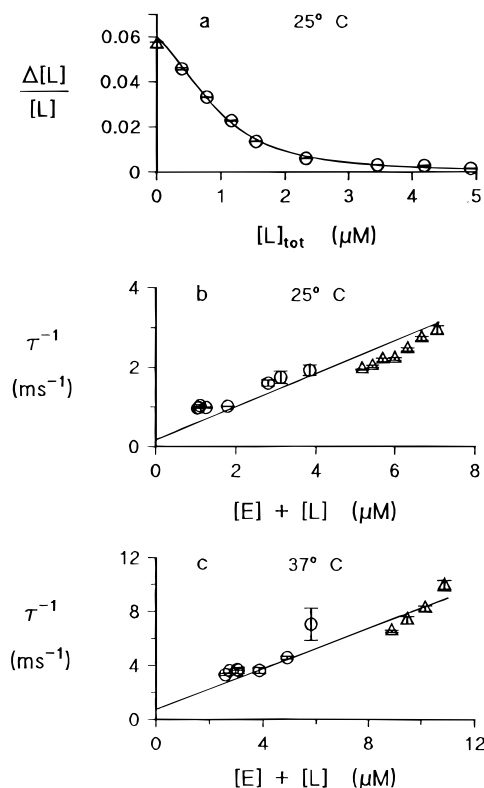 a 25° C
0.06
0.04
0.02
0
Δ[L]
[L]
0 1 2 3 4 5
[L]tot (μM)
b 25° C
4
2
0
τ⁻¹
(ms⁻¹)
0 2 4 6 8
[E] + [L] (μM)
c 37° C
12
8
4
0
τ⁻¹
(ms⁻¹)
0 4 8 12
[E] + [L] (μM)